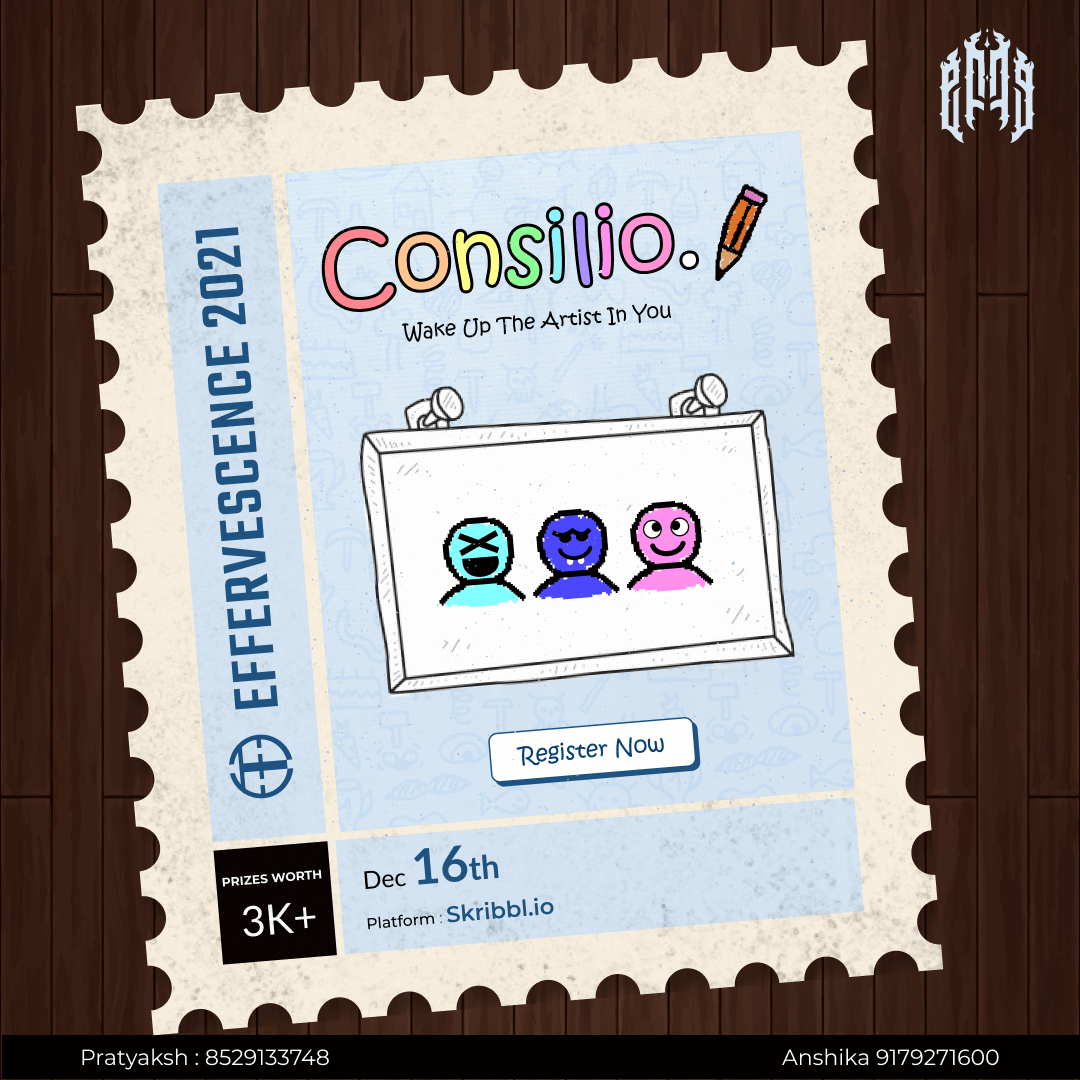 EFFERVESCENCE 2021
Consilio.
Wake Up The Artist In You
Register Now
PRIZES WORTH
3K+
Dec 16th
Platform : Skribbl.io
Pratyaksh : 8529133748
Anshika 9179271600